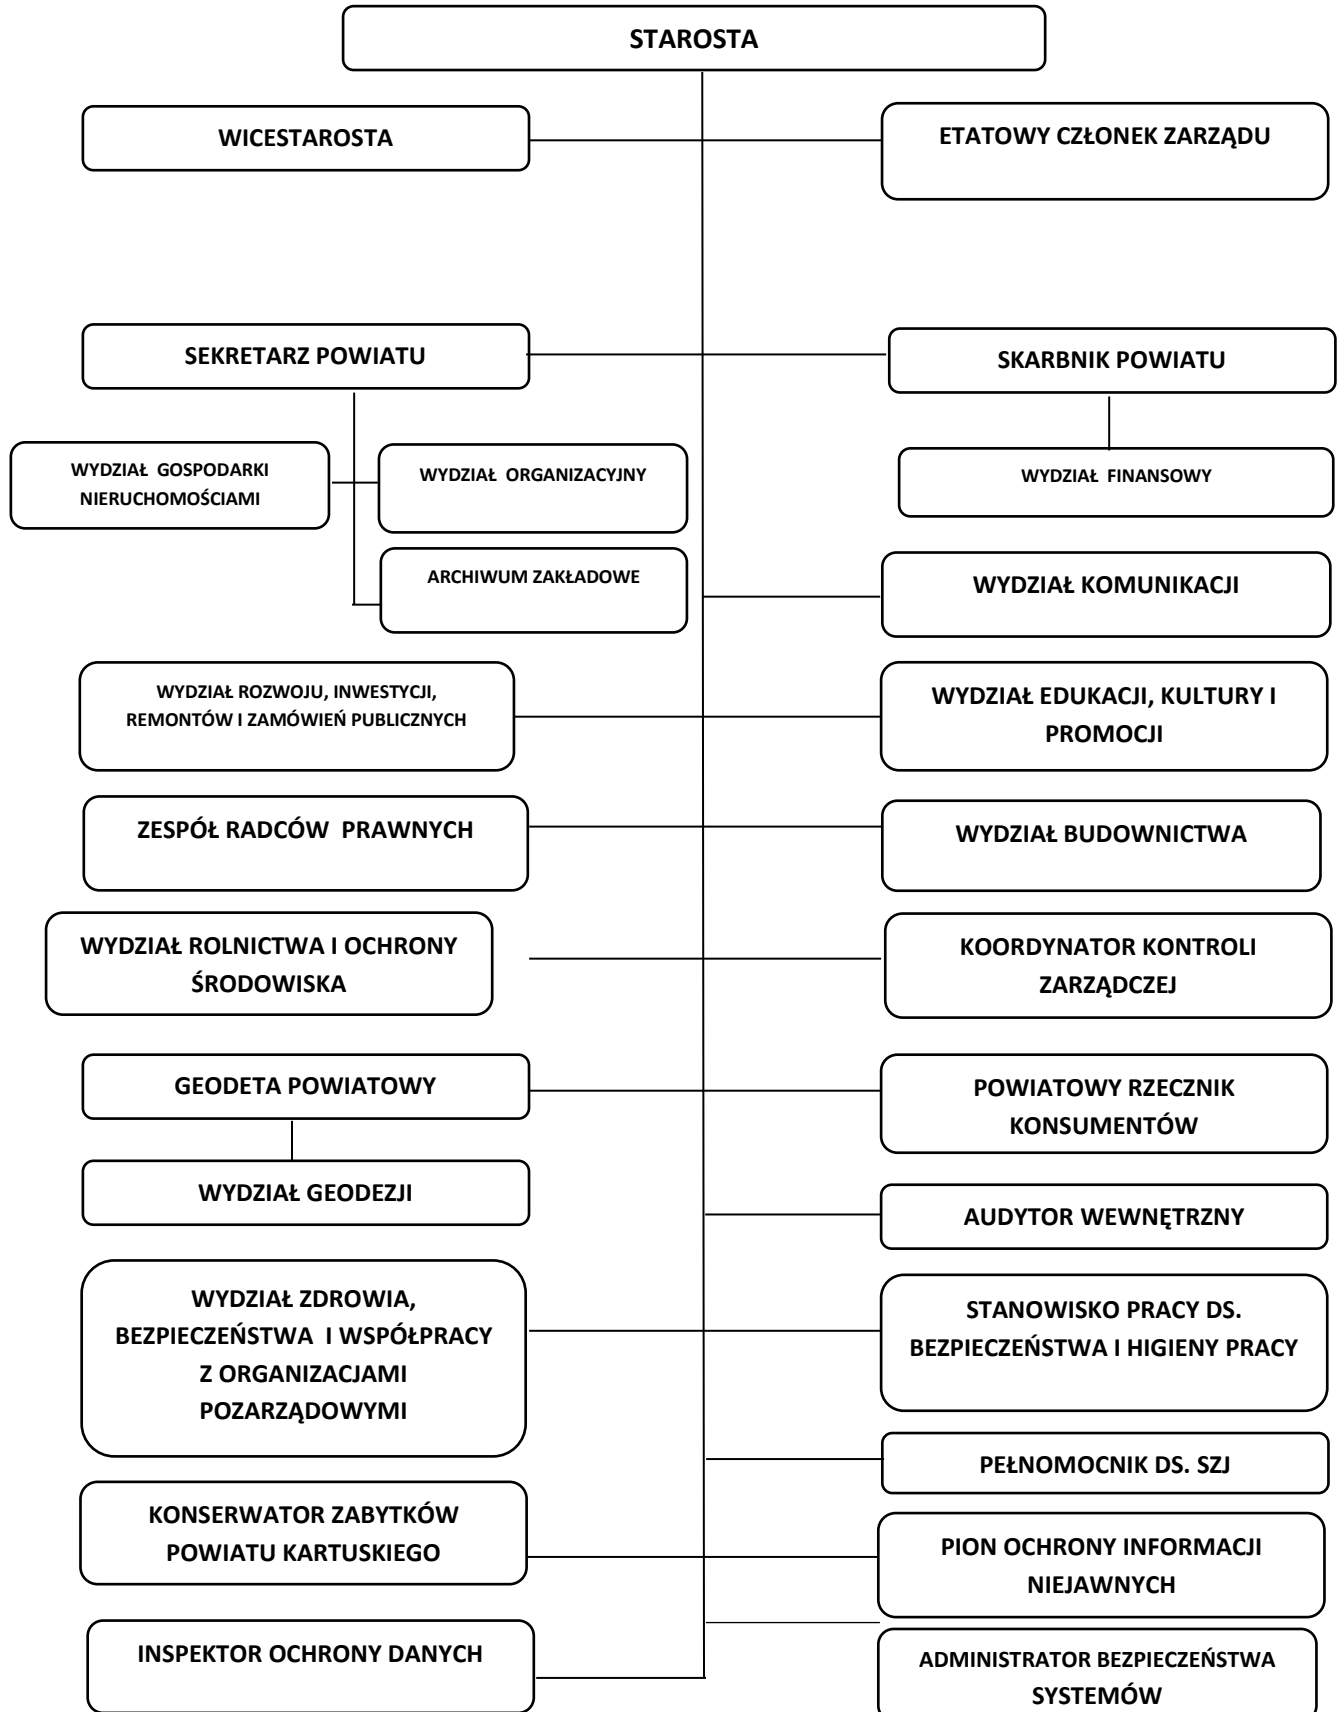 STAROSTA
WICESTAROSTA
ETATOWY CZŁONEK ZARZĄDU
SEKRETARZ POWIATU
SKARBNIK POWIATU
WYDZIAŁ GOSPODARKI
NIERUCHOMOŚCIAMI
WYDZIAŁ ORGANIZACYJNY
WYDZIAŁ FINANSOWY
ARCHIWUM ZAKŁADOWE
WYDZIAŁ KOMUNIKACJI
WYDZIAŁ ROZWOJU, INWESTYCJI,
REMONTÓW I ZAMÓWIEŃ PUBLICZNYCH
WYDZIAŁ EDUKACJI, KULTURY I
PROMOCJI
ZESPÓŁ RADCÓW PRAWNYCH
WYDZIAŁ BUDOWNICTWA
WYDZIAŁ ROLNICTWA I OCHRONY
ŚRODOWISKA
KOORDYNATOR KONTROLI
ZARZĄDCZEJ
GEODETA POWIATOWY
POWIATOWY RZECZNIK
KONSUMENTÓW
WYDZIAŁ GEODEZJI
AUDYTOR WEWNĘTRZNY
WYDZIAŁ ZDROWIA,
BEZPIECZEŃSTWA I WSPÓŁPRACY
Z ORGANIZACJAMI
POZARZĄDOWYMI
STANOWISKO PRACY DS.
BEZPIECZEŃSTWA I HIGIENY PRACY
PEŁNOMOCNIK DS. SZJ
KONSERWATOR ZABYTKÓW
POWIATU KARTUSKIEGO
PION OCHRONY INFORMACJI
NIEJAWNYCH
INSPEKTOR OCHRONY DANYCH
ADMINISTRATOR BEZPIECZEŃSTWA
SYSTEMÓW